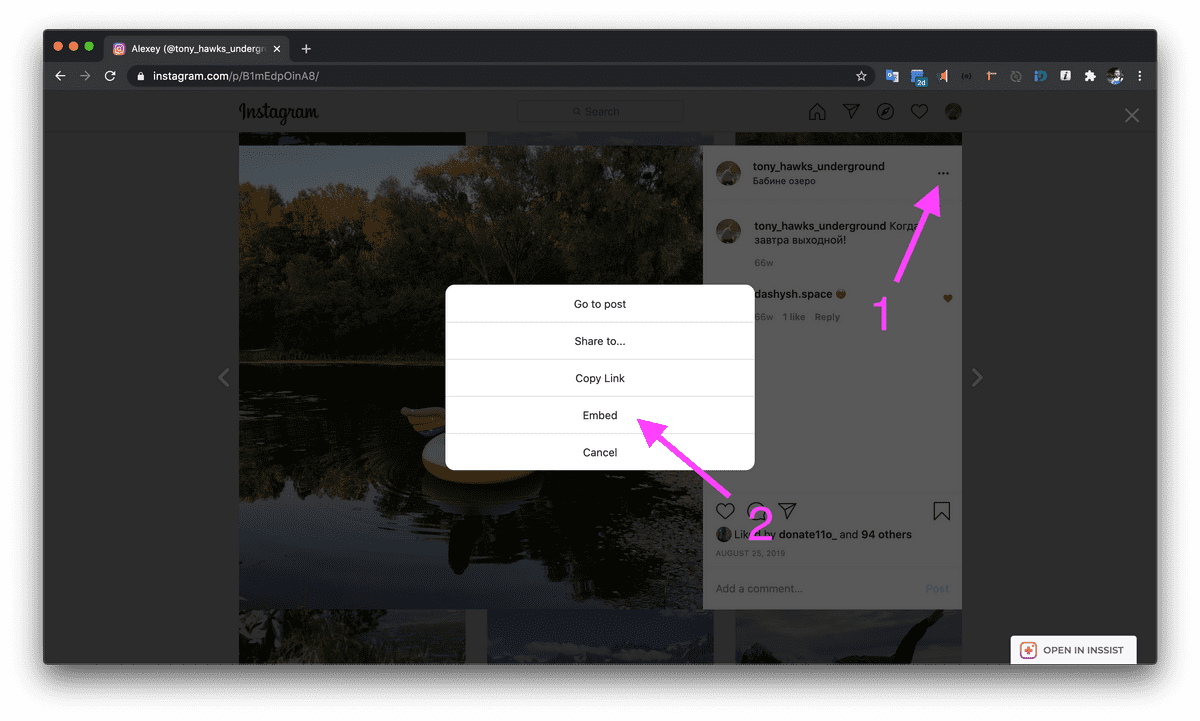 Alexey (@tony_hawks_undergr
instagram.com/p/B1mEdpOinA8/
2d
Instagram
Search
tony_hawks_underground
Бабине озеро
tony_hawks_underground Когда
завтра выходной!
66w
dashysh.space
66w 1 like Reply
1
Go to post
Share to...
Copy Link
Embed
Cancel
2
Liked by donate11o_ and 94 others
AUGUST 25, 2019
Add a comment... Post
OPEN IN INSSIST